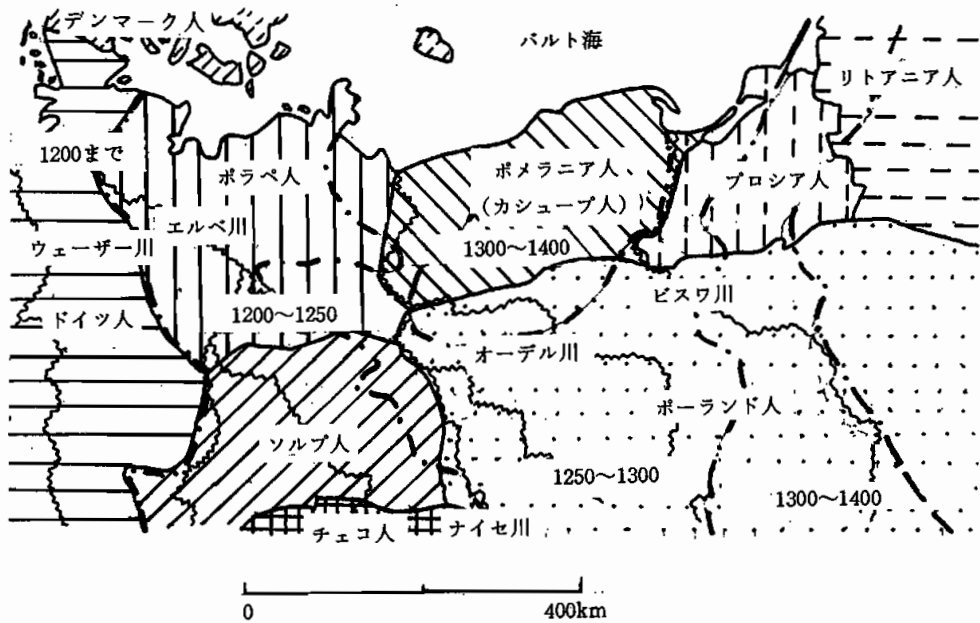 デンマーク人
バルト海
リトアニア人
1200まで
ポラペ人
ポメラニア人
(カシューブ人)
プロシア人
エルベ川
ウェーザー川
1300〜1400
ビスワ川
1200〜1250
ドイツ人
オーデル川
ポーランド人
ソルブ人
1250〜1300
1300〜1400
チェコ人
ナイセ川
0
400km